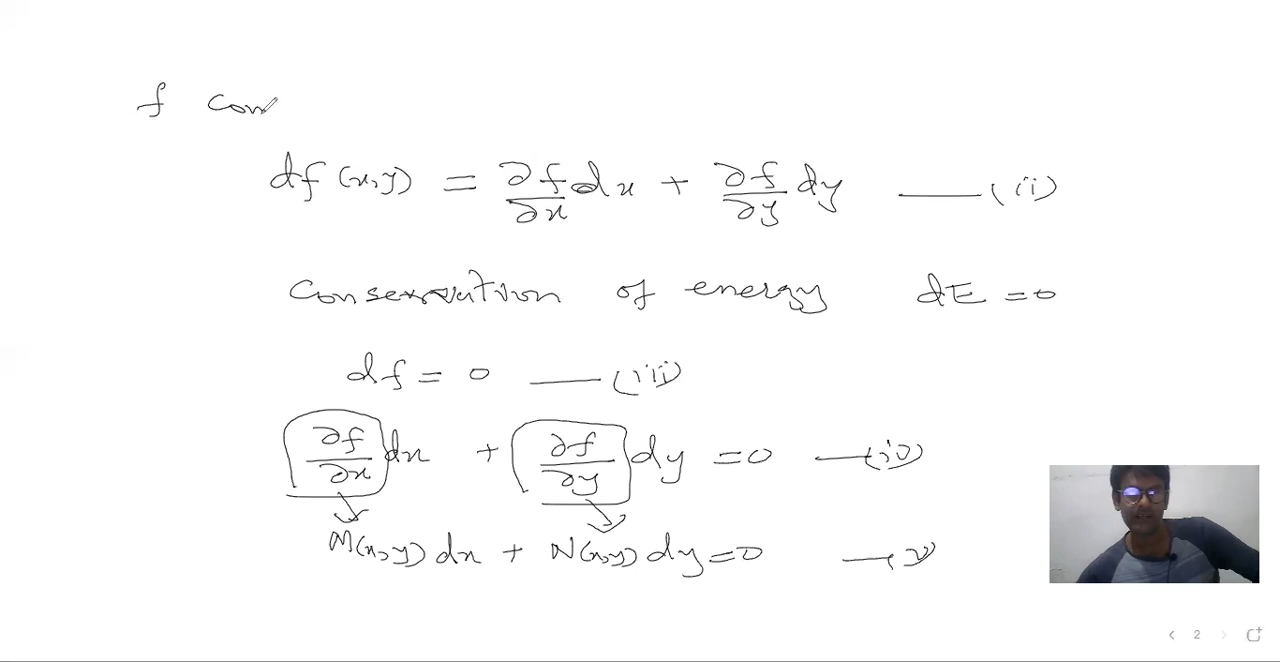 f con
df(x,y) = ∂f/∂x dx + ∂f/∂y dy —(ii)
conservation of energy dE = 0
df = 0 —(iii)
∂f/∂x dx + ∂f/∂y dy = 0 —(iv)
M(x,y) dx + N(x,y) dy = 0 —(v)
2